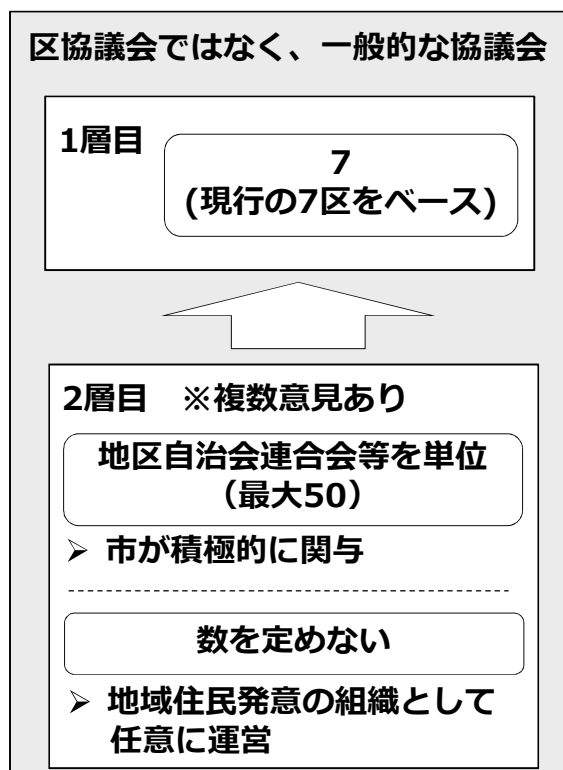 区協議会ではなく、一般的な協議会
1層目
7
(現行の7区をベース)
2層目　※複数意見あり
地区自治会連合会等を単位
（最大50）
➢ 市が積極的に関与
数を定めない
➢ 地域住民発意の組織として
任意に運営